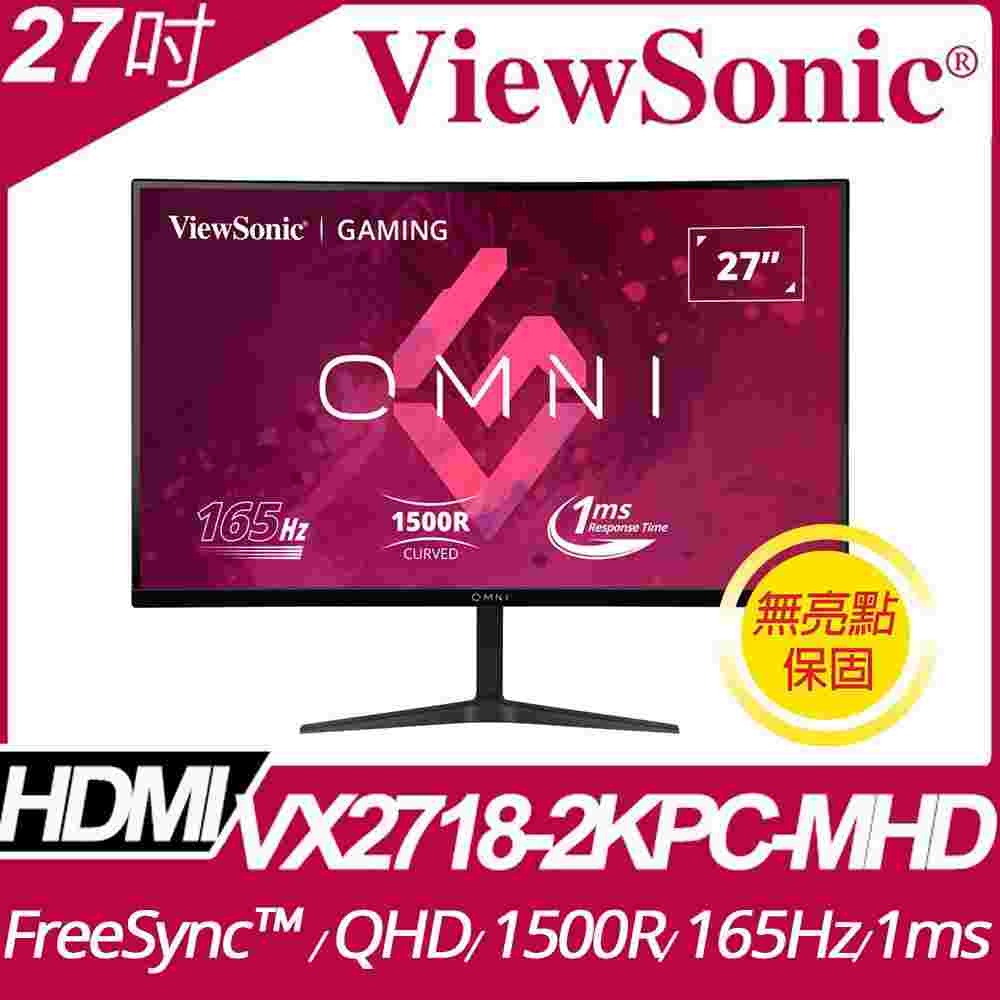 27吋
ViewSonic®
ViewSonic® | GAMING
27"
OMNI
165Hz
1500R
CURVED
1ms
Response Time
OMNI
無亮點
保固
HDMI/VX2718-2KPC-MHD
FreeSync™ / QHD/ 1500R/ 165Hz/1ms